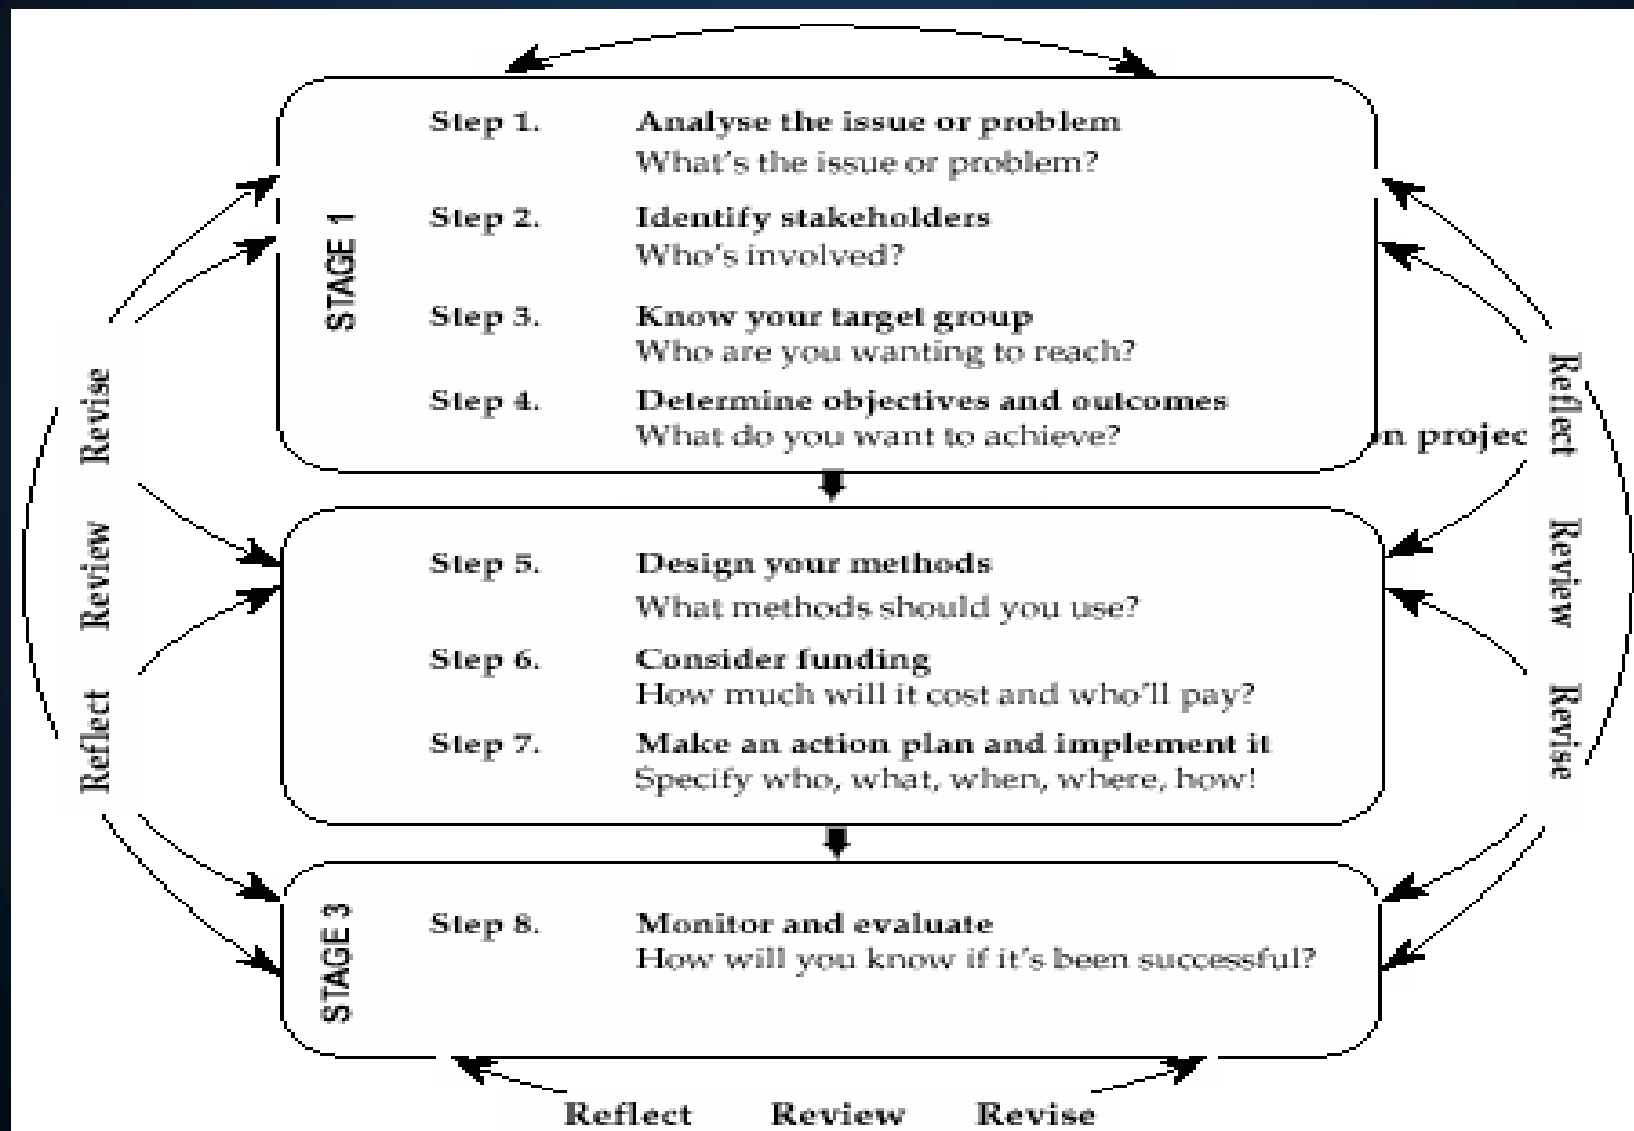 STAGE 1
Step 1. Analyse the issue or problem
What's the issue or problem?
Step 2. Identify stakeholders
Who's involved?
Step 3. Know your target group
Who are you wanting to reach?
Step 4. Determine objectives and outcomes
What do you want to achieve?
n projec
Step 5. Design your methods
What methods should you use?
Step 6. Consider funding
How much will it cost and who'll pay?
Step 7. Make an action plan and implement it
Specify who, what, when, where, how!
STAGE 3
Step 8. Monitor and evaluate
How will you know if it's been successful?
Reflect Review Revise
Reflect Review Revise
Reflect Review Revise